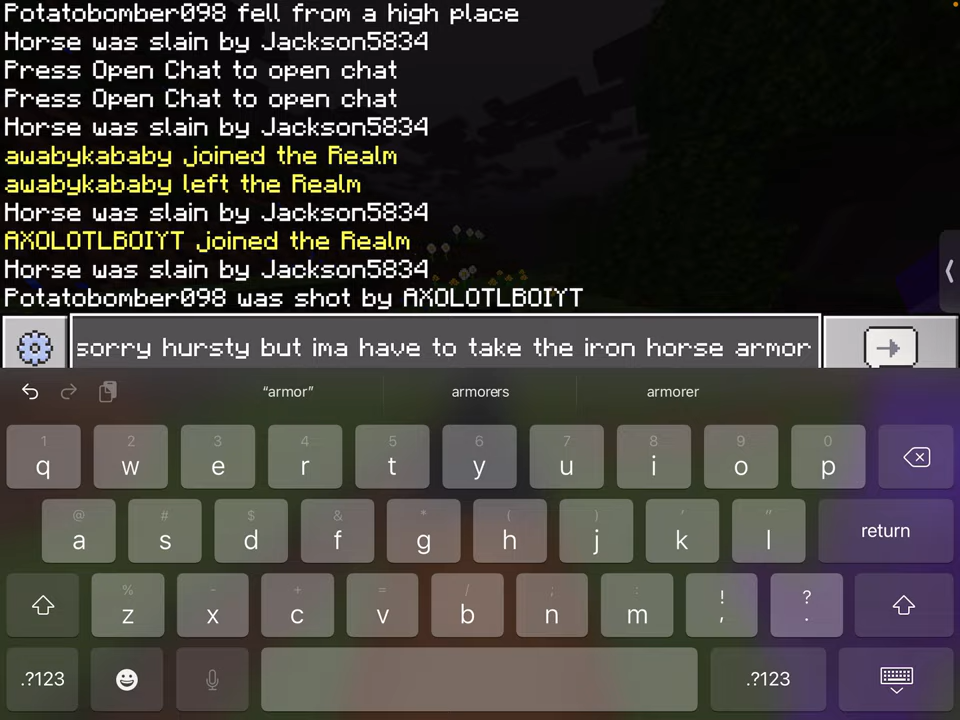 Potatobomber098 fell from a high place
Horse was slain by Jackson5834
Press Open Chat to open chat
Press Open Chat to open chat
Horse was slain by Jackson5834
awabykababy joined the Realm
awabykababy left the Realm
Horse was slain by Jackson5834
AXOLOTLBOIYT joined the Realm
Horse was slain by Jackson5834
Potatobomber098 was shot by AXOLOTLBOIYT
sorry hursty but ima have to take the iron horse armor
“armor” armorers armorer
1 2 3 4 5 6 7 8 9 0
q w e r t y u i o p
@ # $ & * ( ) ' "
a s d f g h j k l return
% - + = / ; : ! ?
z x c v b n m , .
.?123 .?123